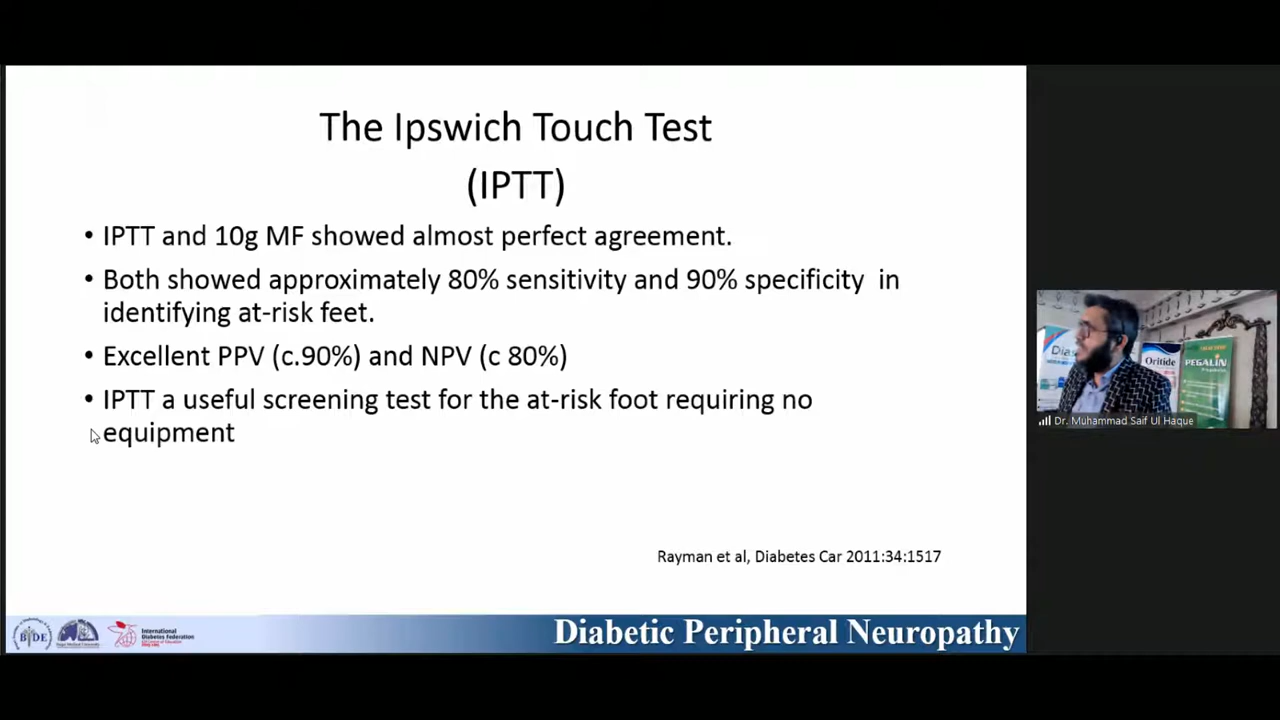 The Ipswich Touch Test
(IPTT)
• IPTT and 10g MF showed almost perfect agreement.
• Both showed approximately 80% sensitivity and 90% specificity in
identifying at-risk feet.
• Excellent PPV (c.90%) and NPV (c 80%)
• IPTT a useful screening test for the at-risk foot requiring no
equipment
Rayman et al, Diabetes Car 2011:34:1517
Oritide
PEGALIN
Dr. Muhammad Saif Ul Haque
BIDE
International
Diabetes Federation
Diabetic Peripheral Neuropathy